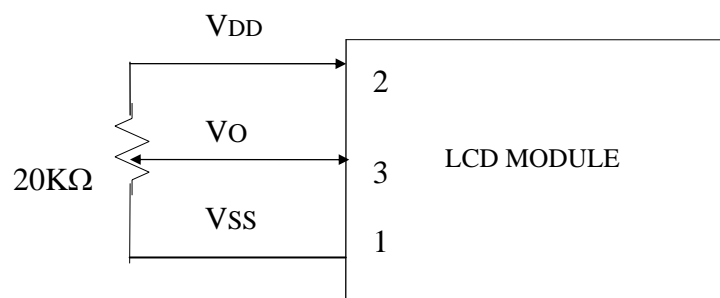 VDD
2
VO
LCD MODULE
3
20KΩ
VSS
1